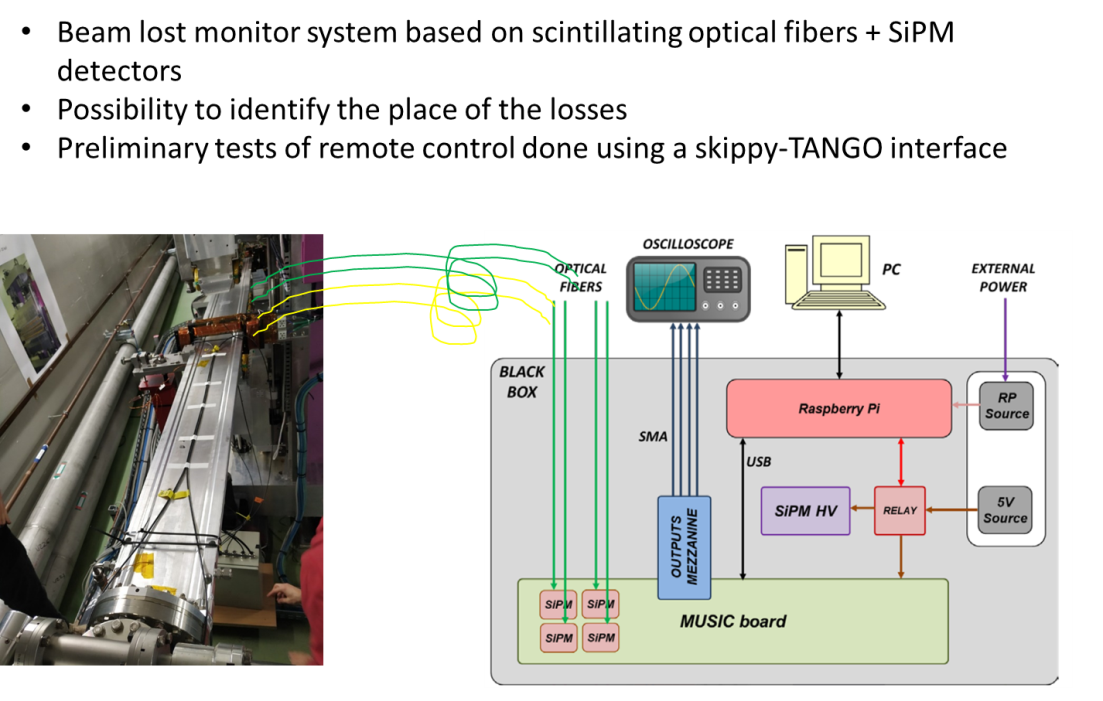 • Beam lost monitor system based on scintillating optical fibers + SiPM
detectors
• Possibility to identify the place of the losses
• Preliminary tests of remote control done using a skippy-TANGO interface
OPTICAL
FIBERS
OSCILLOSCOPE
PC
EXTERNAL
POWER
BLACK
BOX
SMA
Raspberry Pi
RP
Source
USB
SiPM HV
RELAY
5V
Source
OUTPUTS
MEZZANINE
SiPM
SiPM
SiPM
SiPM
MUSIC board